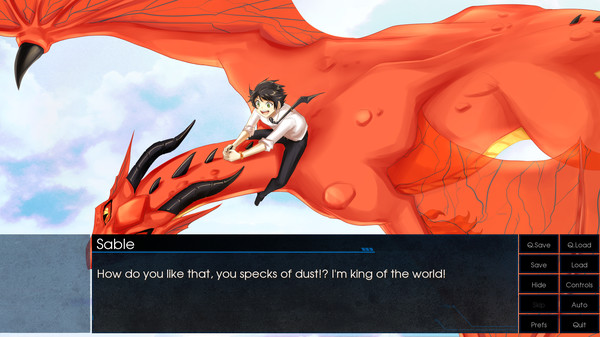 Sable
How do you like that, you specks of dust!? I'm king of the world!
Q.Save
Q.Load
Save
Load
Hide
Controls
Skip
Auto
Prefs
Quit